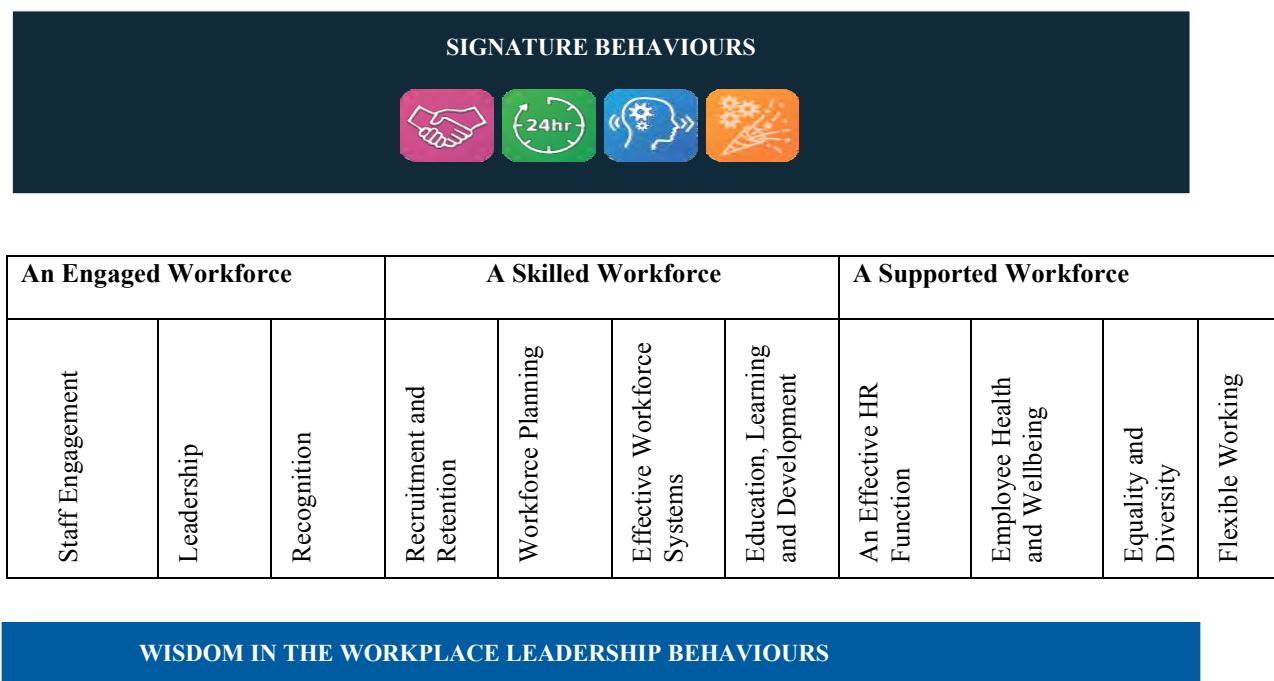 SIGNATURE BEHAVIOURS
24hr
An Engaged Workforce
A Skilled Workforce
A Supported Workforce
Staff Engagement
Leadership
Recognition
Recruitment and
Retention
Workforce Planning
Effective Workforce
Systems
Education, Learning
and Development
An Effective HR
Function
Employee Health
and Wellbeing
Equality and
Diversity
Flexible Working
WISDOM IN THE WORKPLACE LEADERSHIP BEHAVIOURS